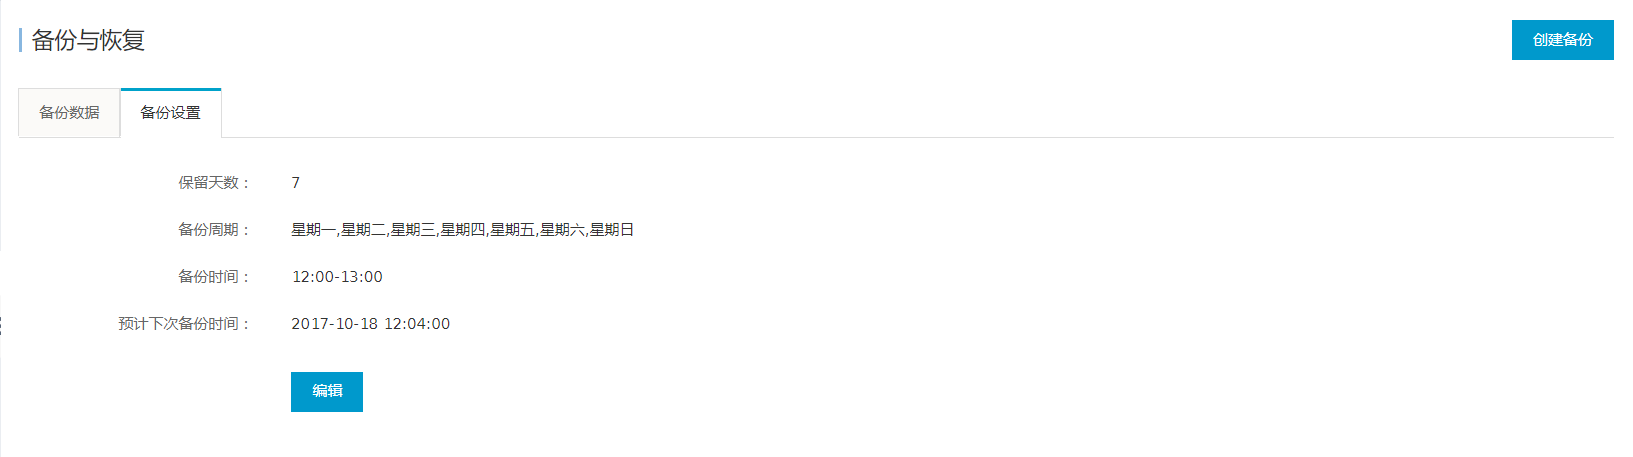 备份与恢复
创建备份
备份数据
备份设置
保留天数：
7
备份周期：
星期一,星期二,星期三,星期四,星期五,星期六,星期日
备份时间：
12:00-13:00
预计下次备份时间：
2017-10-18 12:04:00
编辑